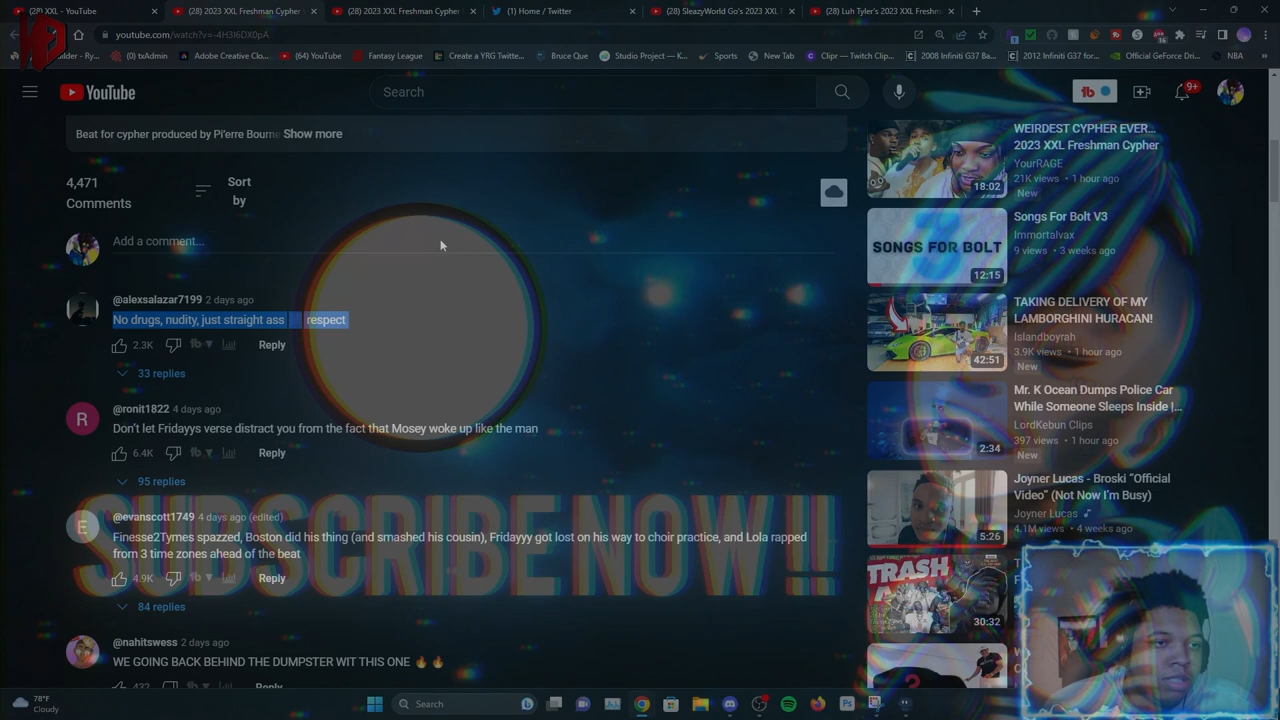 (28) XXL - YouTube
(28) 2023 XXL Freshman Cypher
(28) 2023 XXL Freshman Cypher
(1) Home / Twitter
(28) SleazyWorld Go's 2023 XXL
(28) Luh Tyler's 2023 XXL Freshm
youtube.com/watch?v=-4H3I6DX0pA
(0) txAdmin
Adobe Creative Clo...
(64) YouTube
Fantasy League
Create a YRG Twitte...
Bruce Que
Studio Project -- K...
New Tab
Clipr — Twitch Clip...
Sports
2008 Infiniti G37 Ba...
2012 Infiniti G37 for...
Official GeForce Dri...
NBA
YouTube
Search
9+
Beat for cypher produced by Pi'erre Bourne
Show more
4,471
Comments
Sort
by
Add a comment...
@alexsalazar7199 2 days ago
No drugs, nudity, just straight ass respect
2.3K
Reply
33 replies
@ronit1822 4 days ago
Don't let Fridayys verse distract you from the fact that Mosey woke up like the man
6.4K
Reply
95 replies
@evanscott1749 4 days ago (edited)
Finesse2Tymes spazzed, Boston did his thing (and smashed his cousin), Fridayyy got lost on his way to choir practice, and Lola rapped
from 3 time zones ahead of the beat
4.9K
Reply
84 replies
@nahitswess 2 days ago
WE GOING BACK BEHIND THE DUMPSTER WIT THIS ONE 🔥 🔥
432
Reply
SUBSCRIBE NOW !!
WEIRDEST CYPHER EVER...
2023 XXL Freshman Cypher
YourRAGE
21K views • 1 hour ago
New
18:02
Songs For Bolt V3
Immortalvax
9 views • 3 weeks ago
SONGS FOR BOLT
12:15
TAKING DELIVERY OF MY
LAMBORGHINI HURACAN!
Islandboyrah
3.9K views • 1 hour ago
New
42:51
Mr. K Ocean Dumps Police Car
While Someone Sleeps Inside |...
LordKebun Clips
397 views • 1 hour ago
New
2:34
Joyner Lucas - Broski "Official
Video" (Not Now I'm Busy)
Joyner Lucas
4.1M views • 4 weeks ago
5:26
TRASH
30:32
78°F
Cloudy
Search